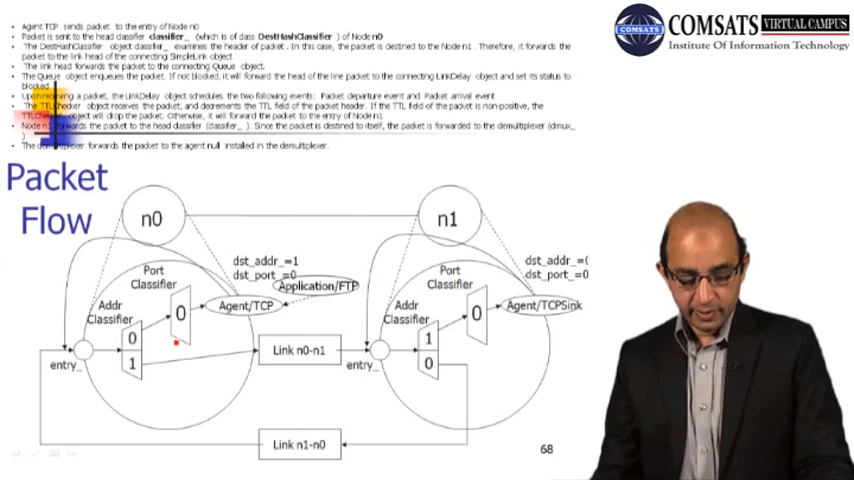 Agent TCP sends packet to the entry of Node n0
Packet is sent to the head classifier classifier_ (which is of class DestHashClassifier ) of Node n0
The DestHashClassifier object classifier_ examines the header of packet . In this case, the packet is destined to the Node n1 . Therefore, it forwards the
packet to the link head of the connecting SimpleLink object
The link head forwards the packet to the connecting Queue object.
The Queue object enqueues the packet. If not blocked, it will forward the head of the line packet to the connecting LinkDelay object and set its status to
blocked
Upon receiving a packet, the LinkDelay object schedules the two following events: Packet departure event and Packet arrival event
The TTLChecker object receives the packet, and decrements the TTL field of the packet header. If the TTL field of the packet is non-positive, the
TTLChecker object will drop the packet. Otherwise, it will forward the packet to the entry of Node n1
Node n1 forwards the packet to the head classifier (classifier_ ). Since the packet is destined to itself, the packet is forwarded to the demultiplexer (dmux_
)
The demultiplexer forwards the packet to the agent null installed in the demultiplexer.
COMSATS VIRTUAL CAMPUS
Institute Of Information Technology
Packet
Flow
n0
n1
dst_addr_=1
dst_port_=0
dst_addr_=0
dst_port_=0
Port
Classifier
Application/FTP
Port
Classifier
Addr
Classifier
0
Agent/TCP
Addr
Classifier
0
Agent/TCPSink
0
1
Link n0-n1
1
0
entry_
entry_
Link n1-n0
68